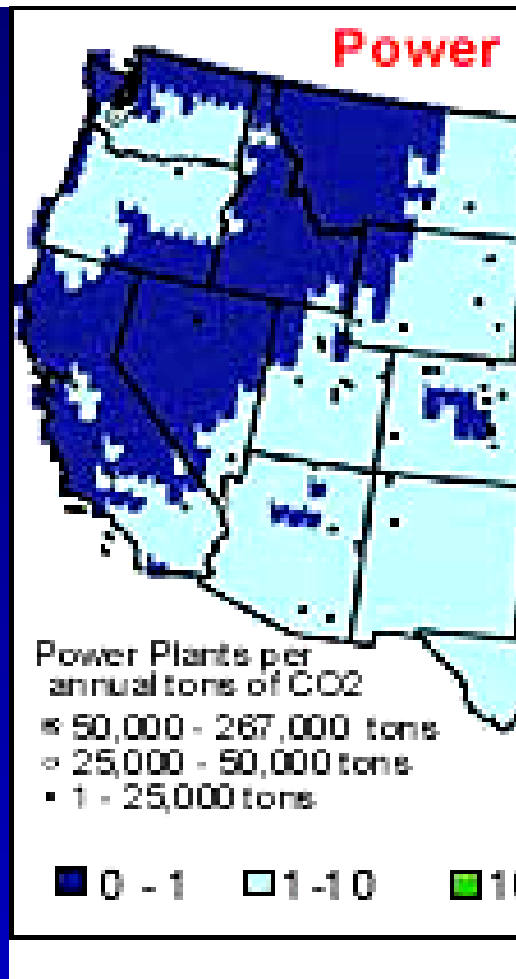 Power
Power Plants per
annual tons of CO2
50,000 - 267,000 tons
25,000 - 50,000 tons
1 - 25,000 tons
0 - 1
1 -10